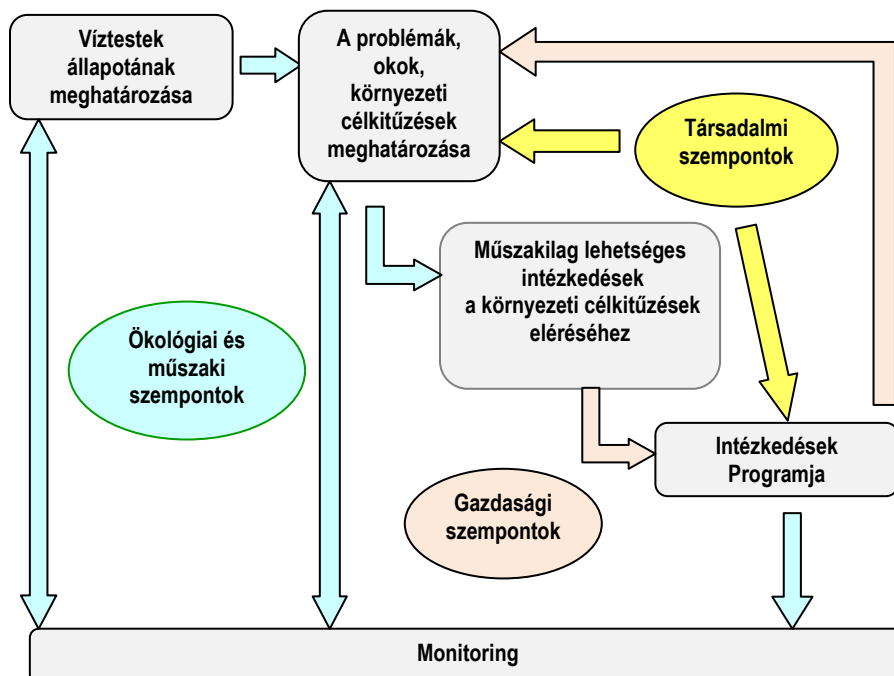 Víztestek
állapotának
meghatározása
A problémák,
okok,
környezeti
célkitűzések
meghatározása
Társadalmi
szempontok
Műszakilag lehetséges
intézkedések
a környezeti célkitűzések
eléréséhez
Ökológiai és
műszaki
szempontok
Intézkedések
Programja
Gazdasági
szempontok
Monitoring